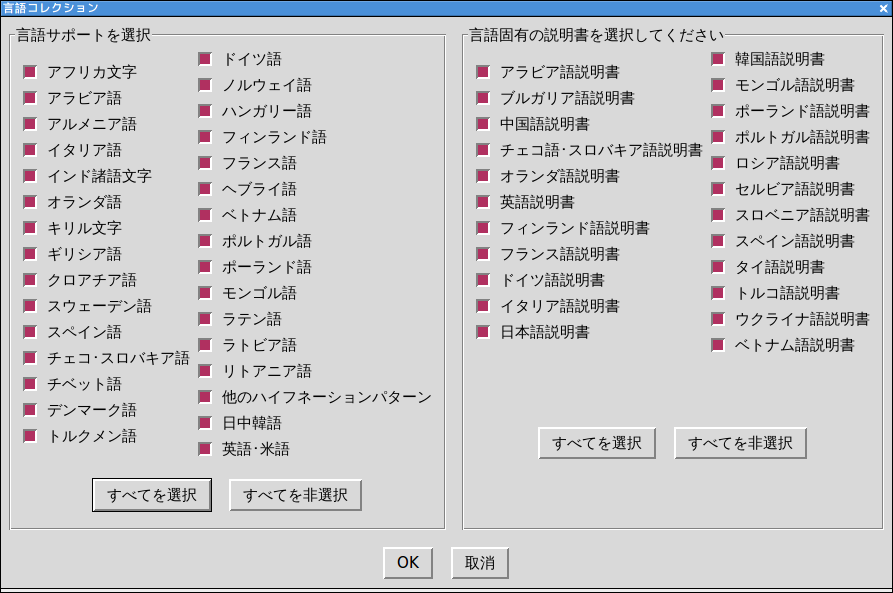 言語コレクション
言語サポートを選択
アフリカ文字
アラビア語
アルメニア語
イタリア語
インド諸語文字
オランダ語
キリル文字
ギリシア語
クロアチア語
スウェーデン語
スペイン語
チェコ·スロバキア語
チベット語
デンマーク語
トルクメン語
ドイツ語
ノルウェイ語
ハンガリー語
フィンランド語
フランス語
ヘブライ語
ベトナム語
ポルトガル語
ポーランド語
モンゴル語
ラテン語
ラトビア語
リトアニア語
他のハイフネーションパターン
日中韓語
英語·米語
すべてを選択
すべてを非選択
言語固有の説明書を選択してください
アラビア語説明書
ブルガリア語説明書
中国語説明書
チェコ語·スロバキア語説明書
オランダ語説明書
英語説明書
フィンランド語説明書
フランス語説明書
ドイツ語説明書
イタリア語説明書
日本語説明書
韓国語説明書
モンゴル語説明書
ポーランド語説明書
ポルトガル語説明書
ロシア語説明書
セルビア語説明書
スロベニア語説明書
スペイン語説明書
タイ語説明書
トルコ語説明書
ウクライナ語説明書
ベトナム語説明書
すべてを選択
すべてを非選択
OK
取消